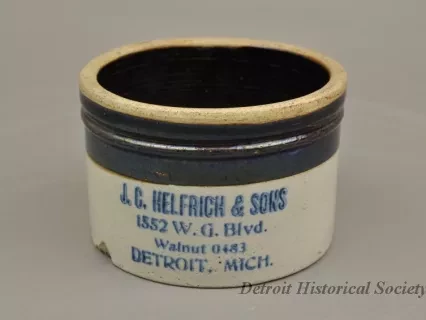 J. C. HELFRICH & SONS
1552 W. G. Blvd.
Walnut 0483
DETROIT, MICH.
Detroit Historical Society